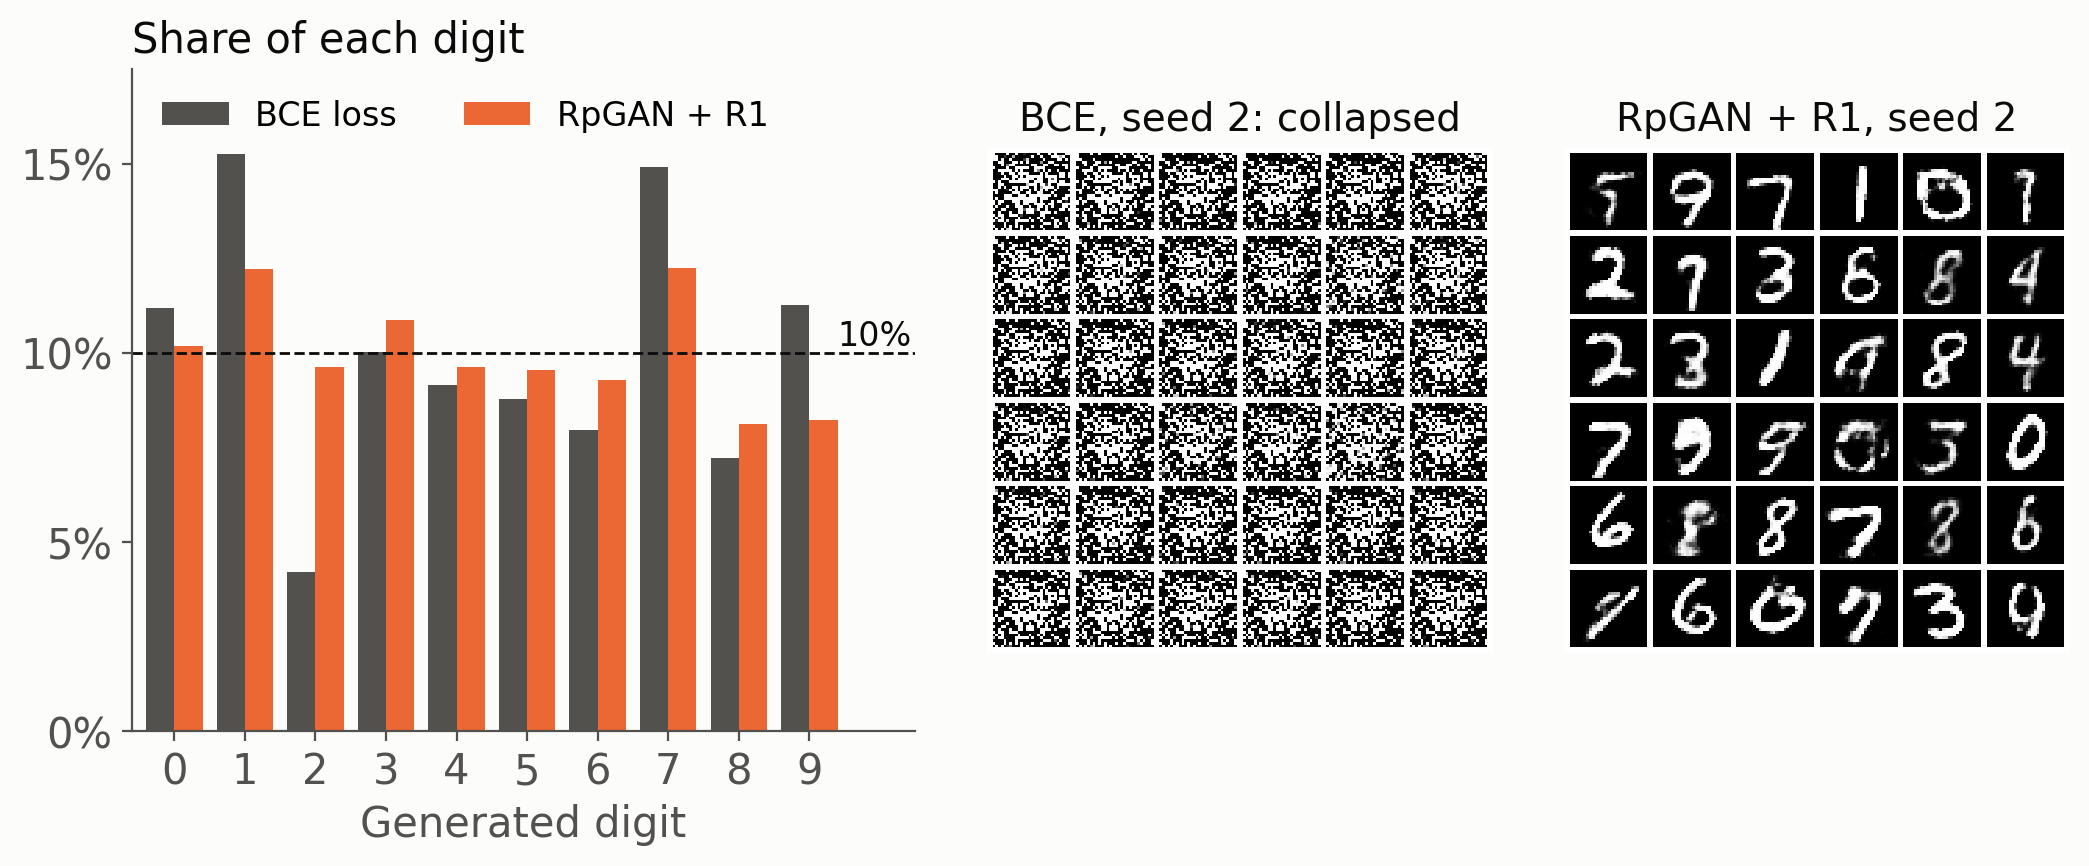 Share of each digit
BCE loss
RpGAN + R1
15%
10%
5%
0%
10%
0 1 2 3 4 5 6 7 8 9
Generated digit
BCE, seed 2: collapsed
RpGAN + R1, seed 2